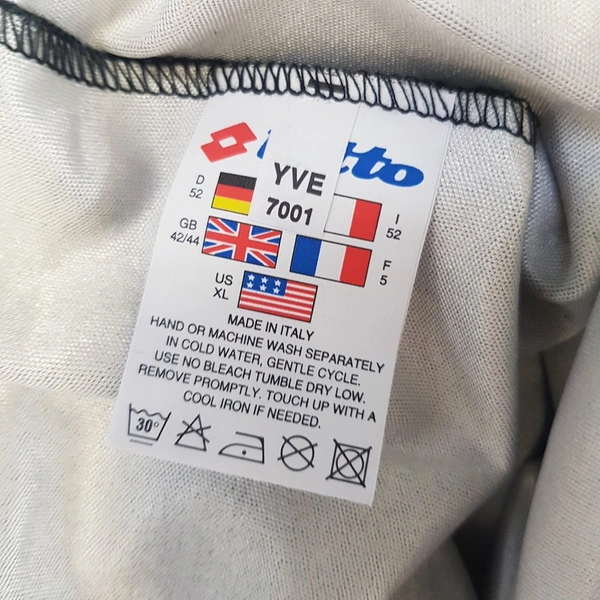 YVE
7001
D
52
I
52
GB
42/44
F
5
US
XL
MADE IN ITALY
HAND OR MACHINE WASH SEPARATELY
IN COLD WATER, GENTLE CYCLE.
USE NO BLEACH TUMBLE DRY LOW.
REMOVE PROMPTLY. TOUCH UP WITH A
COOL IRON IF NEEDED.
30°